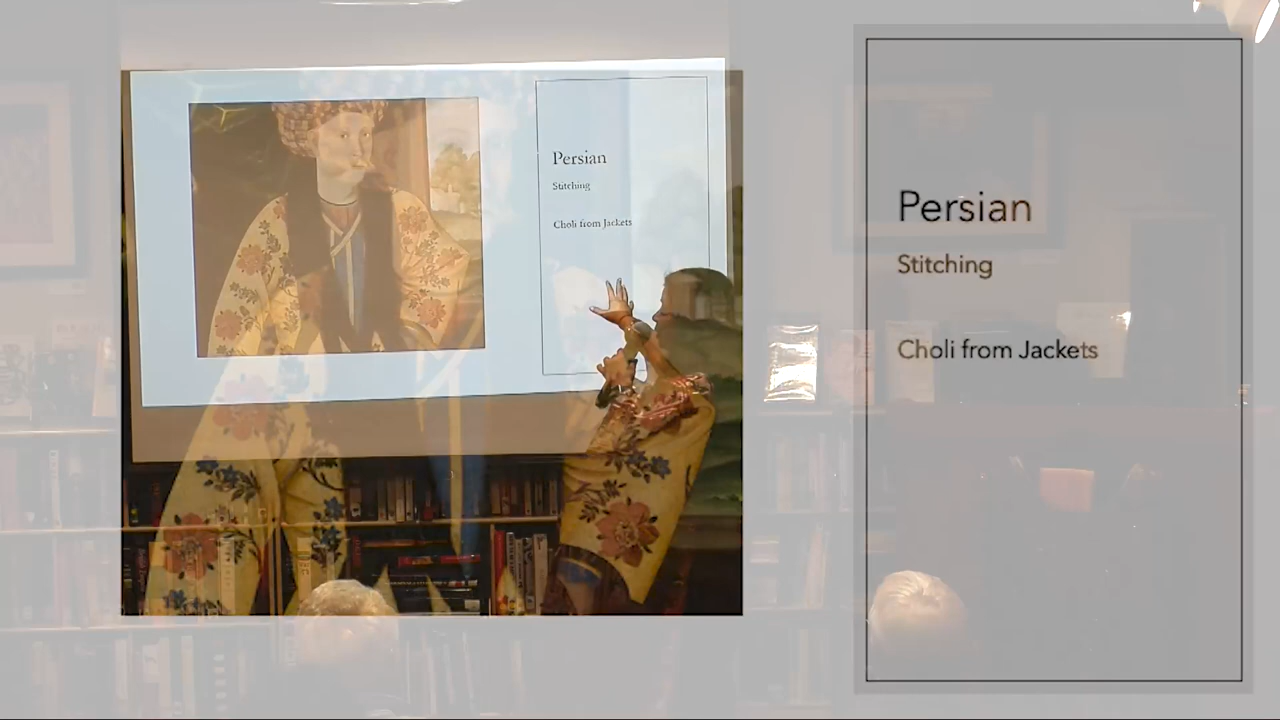 Persian
Stitching
Choli from Jackets
Persian
Stitching
Choli from Jackets